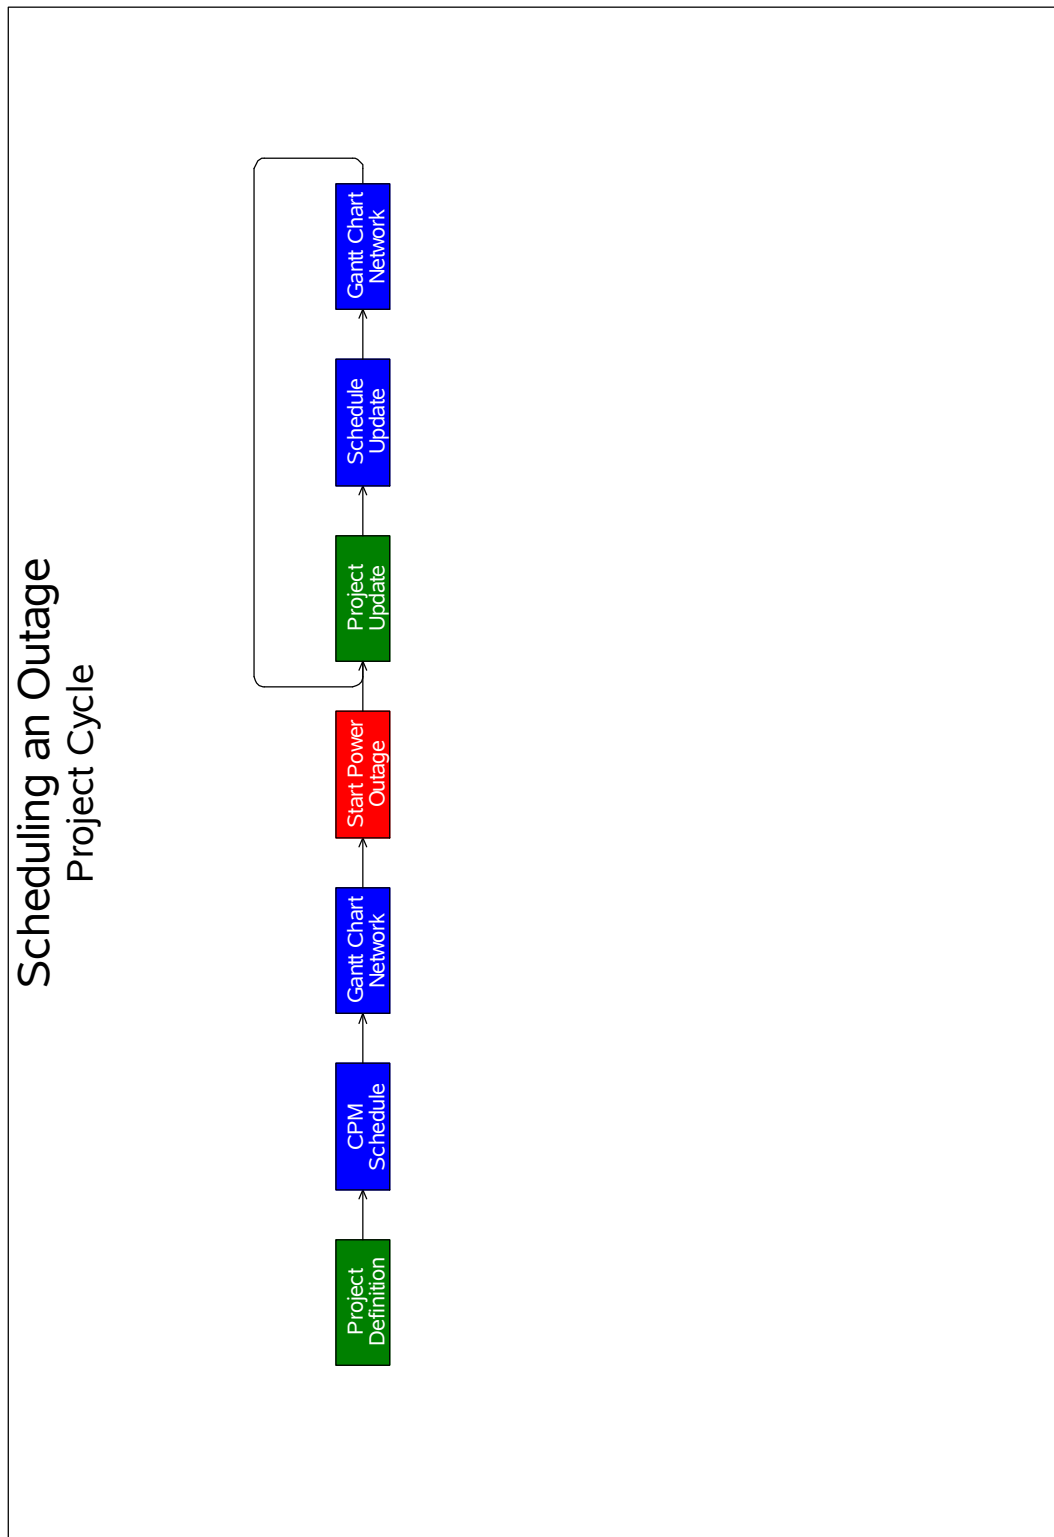 Scheduling an Outage
Project Cycle
Project
Definition
CPM
Schedule
Gantt Chart
Network
Start Power
Outage
Project
Update
Schedule
Update
Gantt Chart
Network